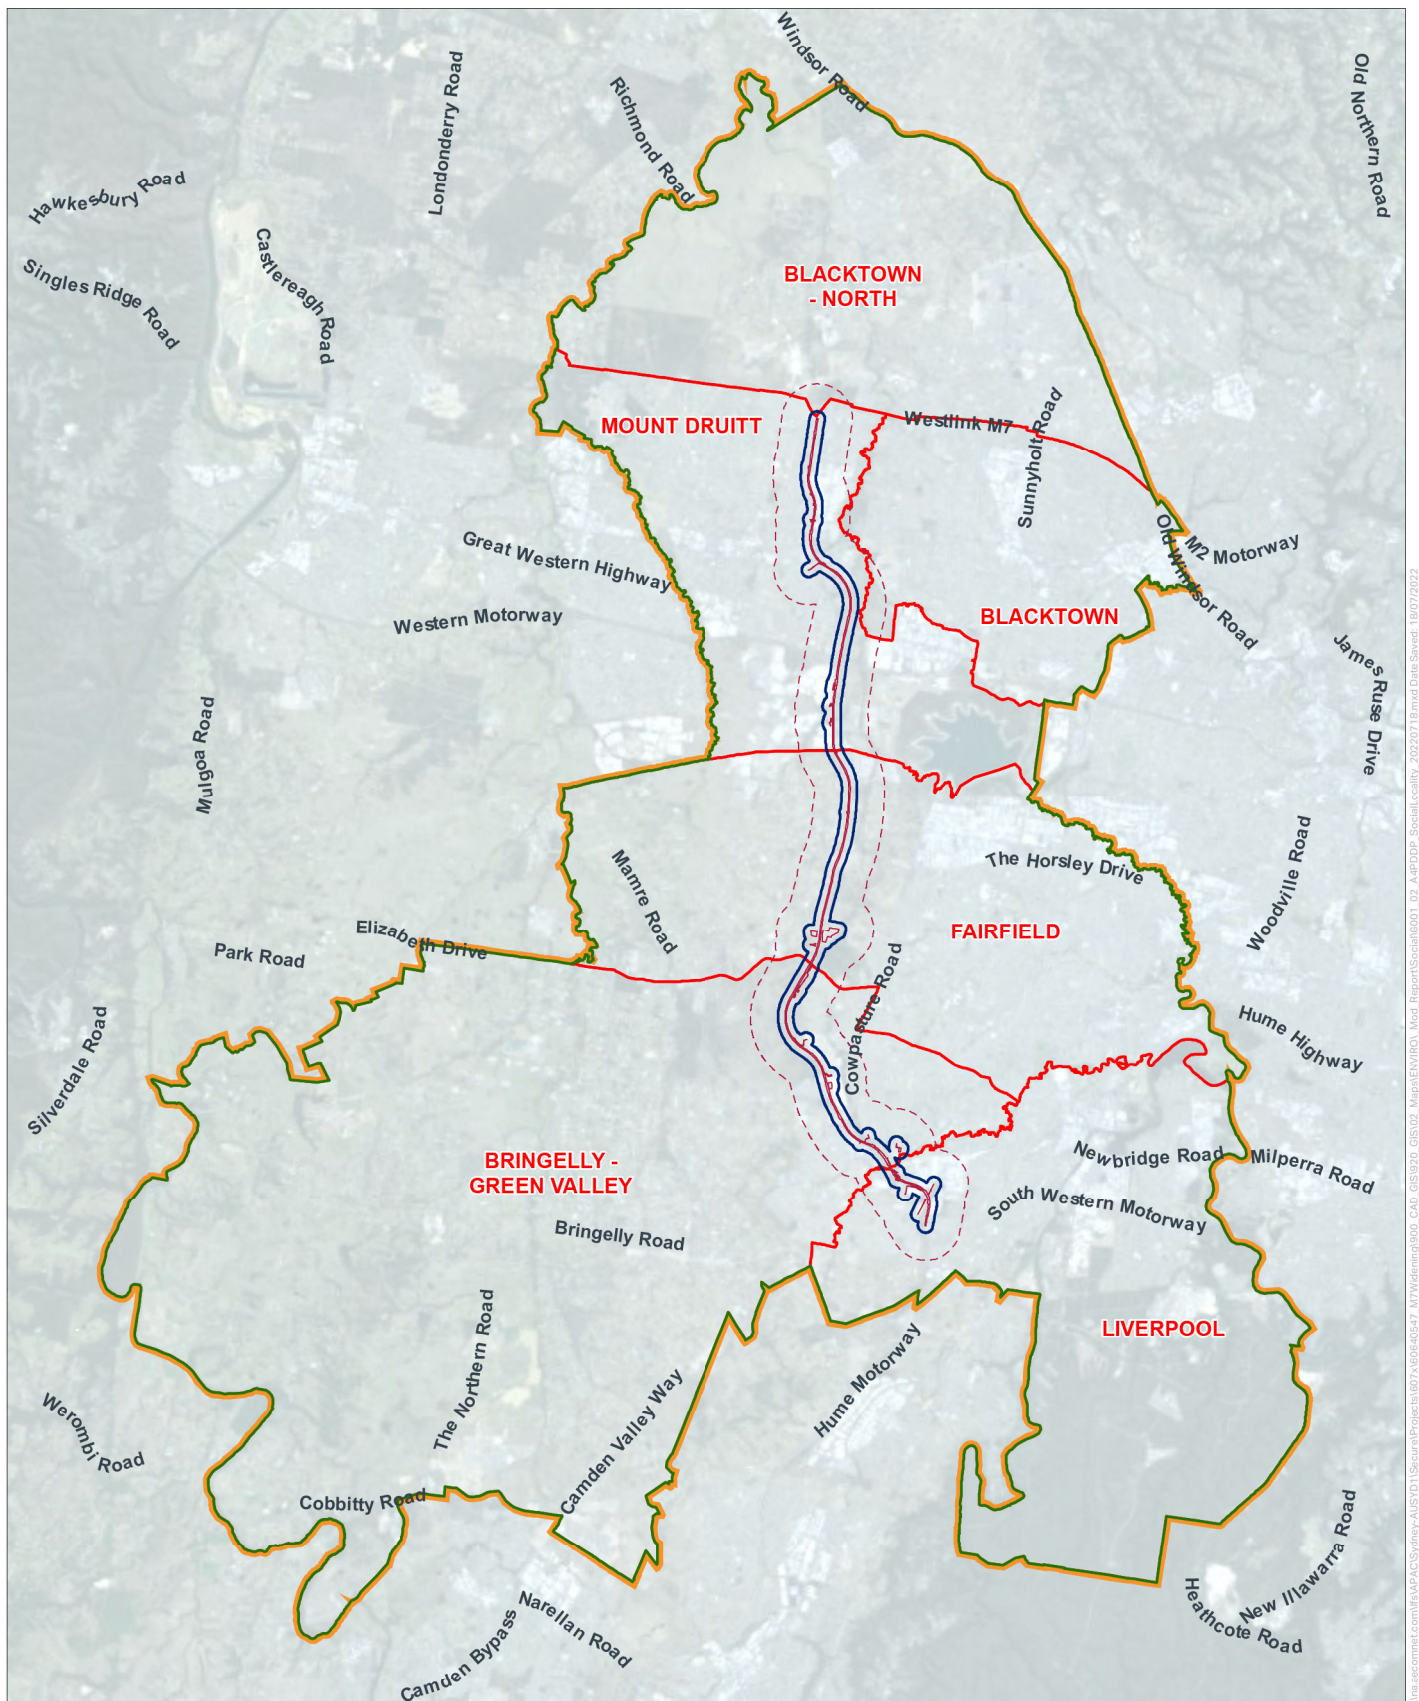 Windsor Road
Old Northern Road
Londonderry Road
Richmond Road
Hawkesbury Road
Castlereagh Road
Singles Ridge Road
BLACKTOWN
- NORTH
MOUNT DRUITT
Westlink M7
Sunnyholt Road
Great Western Highway
Old Windsor Road
M2 Motorway
Western Motorway
BLACKTOWN
James Ruse Drive
Mulgoa Road
The Horsley Drive
Woodville Road
Mamre Road
FAIRFIELD
Elizabeth Drive
Park Road
Cowpasture Road
Silverdale Road
Hume Highway
BRINGELLY -
GREEN VALLEY
Newbridge Road
Milperra Road
South Western Motorway
Bringelly Road
LIVERPOOL
The Northern Road
Hume Motorway
Camden Valley Way
Werombi Road
Cobbitty Road
New Illawarra Road
Heathcote Road
Narellan Road
Camden Bypass